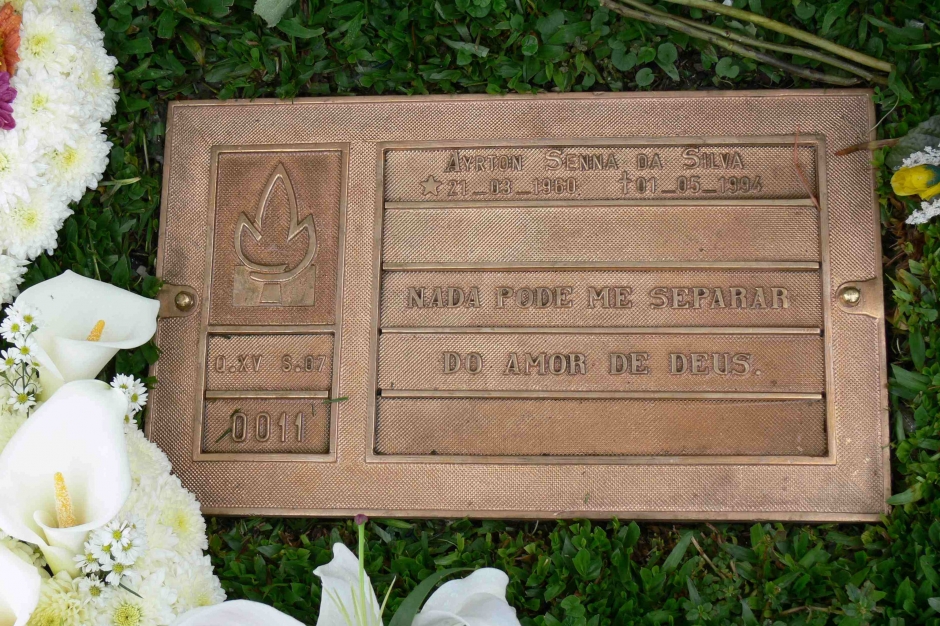 AYRTON SENNA DA SILVA
☆21_03_1960 †01_05_1994
NADA PODE ME SEPARAR
DO AMOR DE DEUS.
Q.XV S.07
0011